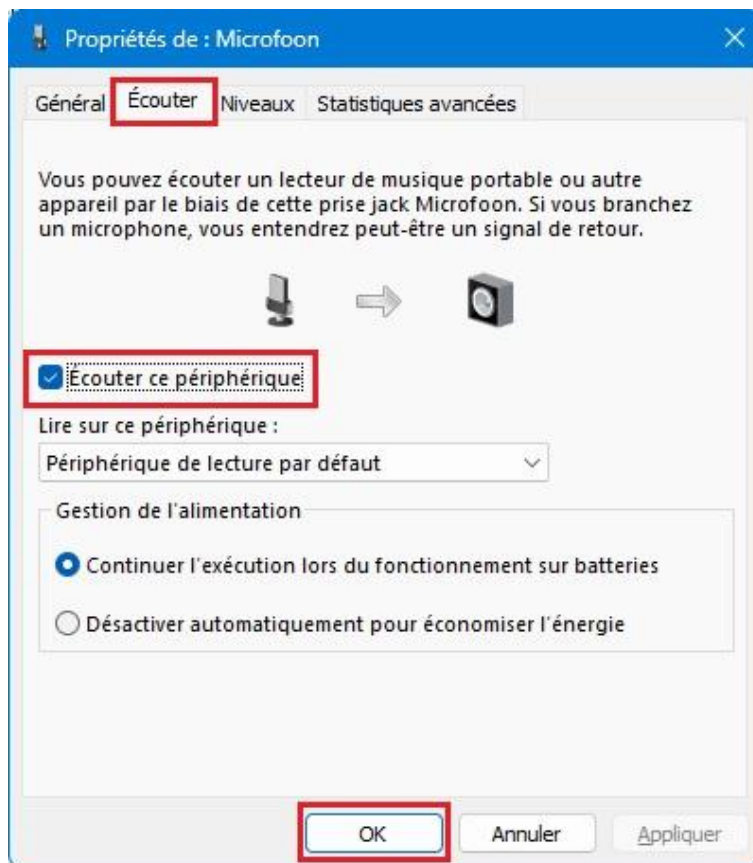 Propriétés de : Microfoon
Général Écouter Niveaux Statistiques avancées
Vous pouvez écouter un lecteur de musique portable ou autre
appareil par le biais de cette prise jack Microfoon. Si vous branchez
un microphone, vous entendrez peut-être un signal de retour.
Écouter ce périphérique
Lire sur ce périphérique :
Périphérique de lecture par défaut
Gestion de l'alimentation
Continuer l'exécution lors du fonctionnement sur batteries
Désactiver automatiquement pour économiser l'énergie
OK Annuler Appliquer